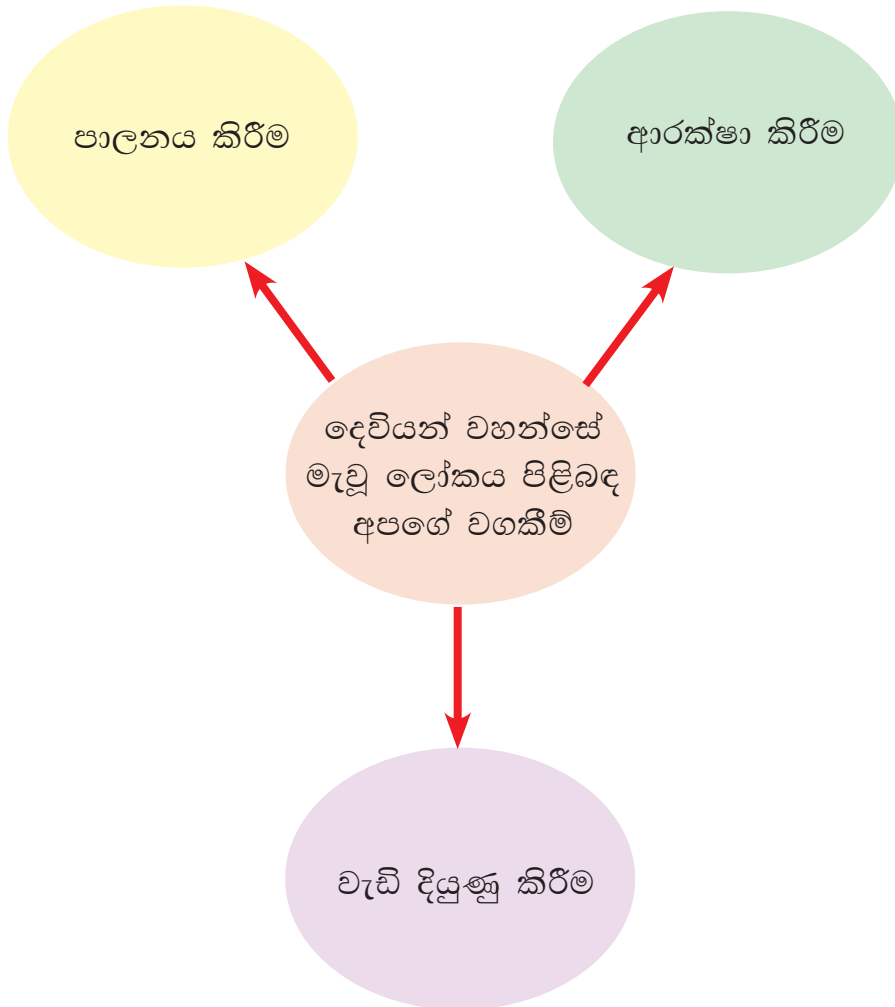 පාලනය කිරීම
ආරක්ෂා කිරීම
දෙවියන් වහන්සේ
මැවූ ලෝකය පිළිබඳ
අපගේ වගකීම්
වැඩි දියුණු කිරීම